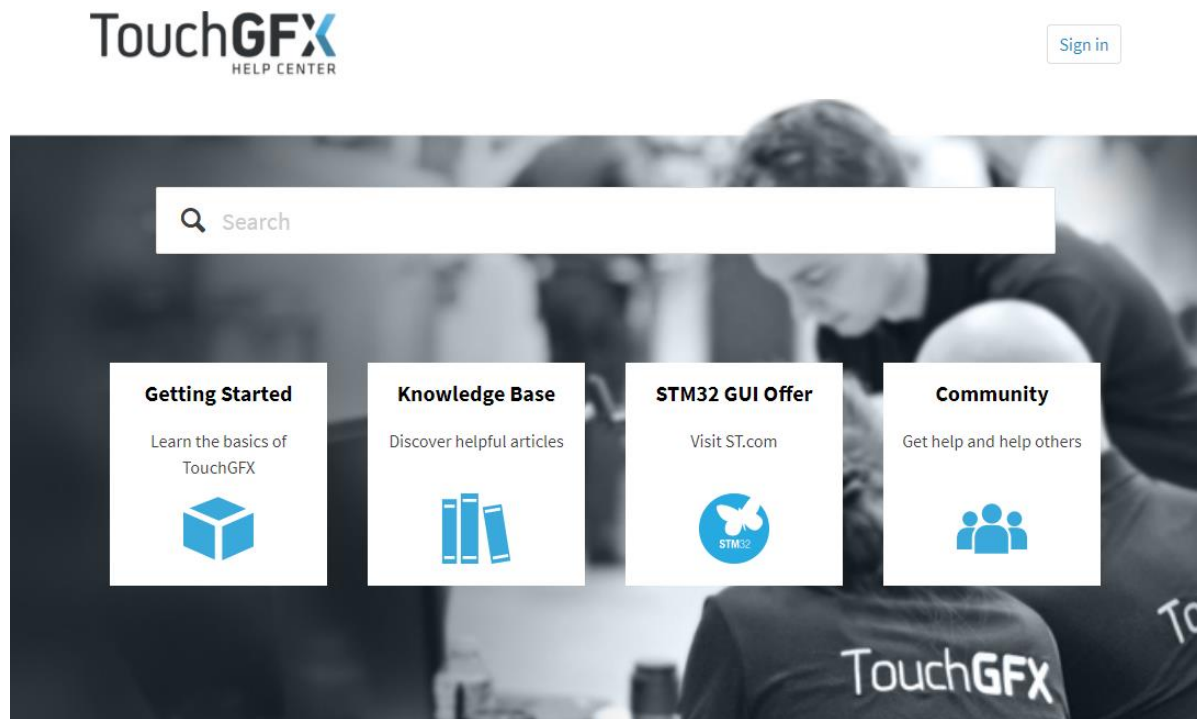 TouchGFX
HELP CENTER
Sign in
Search
Getting Started
Learn the basics of
TouchGFX
Knowledge Base
Discover helpful articles
STM32 GUI Offer
Visit ST.com
STM32
Community
Get help and help others
TouchGFX